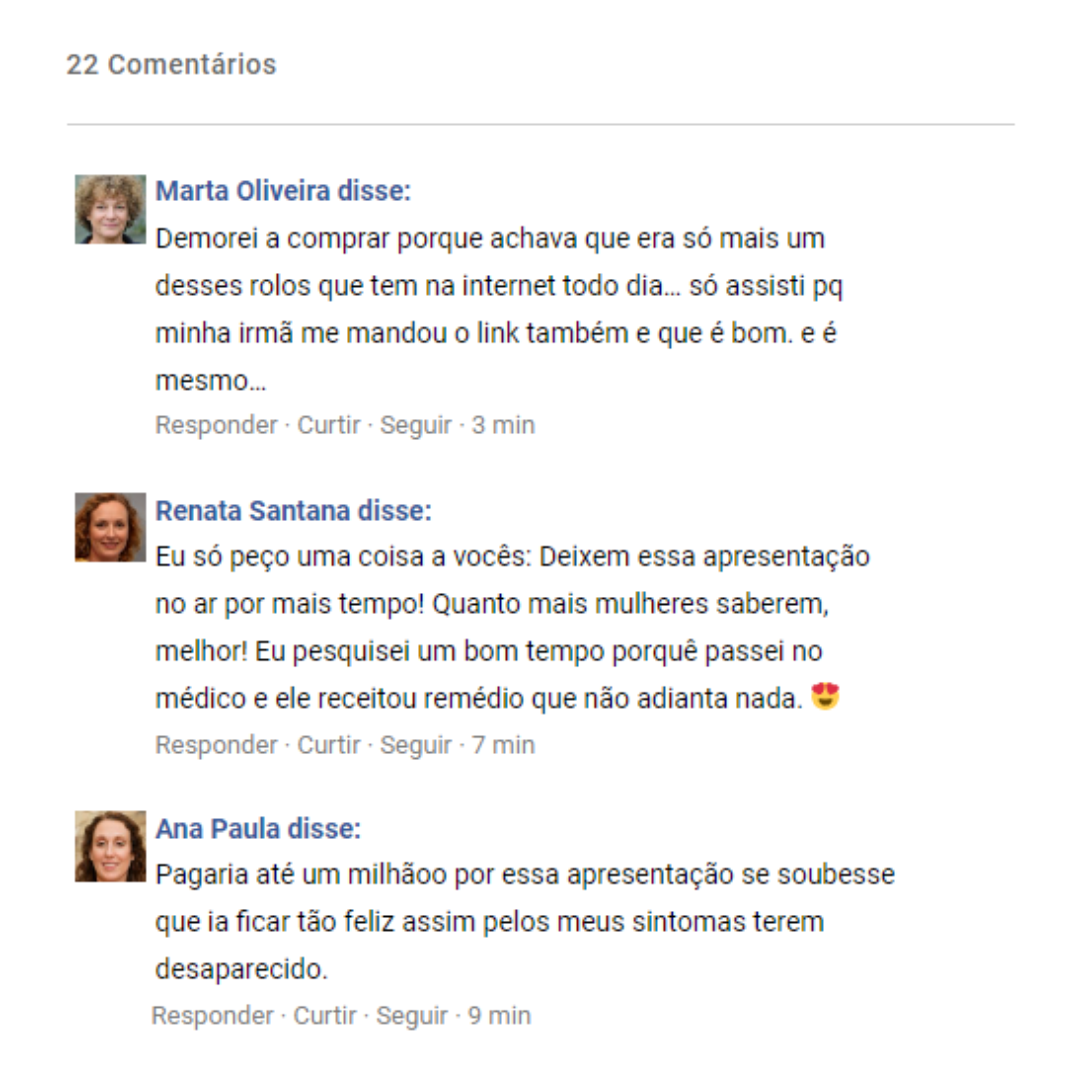 22 Comentários
Marta Oliveira disse:
Demorei a comprar porque achava que era só mais um
desses rolos que tem na internet todo dia... só assisti pq
minha irmã me mandou o link também e que é bom. e é
mesmo...
Responder · Curtir · Seguir · 3 min
Renata Santana disse:
Eu só peço uma coisa a vocês: Deixem essa apresentação
no ar por mais tempo! Quanto mais mulheres saberem,
melhor! Eu pesquisei um bom tempo porquê passei no
médico e ele receitou remédio que não adianta nada. 😍
Responder · Curtir · Seguir · 7 min
Ana Paula disse:
Pagaria até um milhãoo por essa apresentação se soubesse
que ia ficar tão feliz assim pelos meus sintomas terem
desaparecido.
Responder · Curtir · Seguir · 9 min